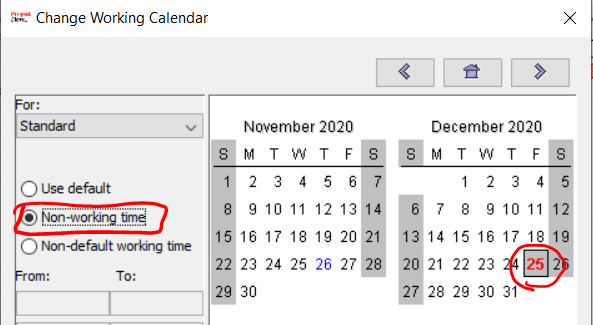 Change Working Calendar
For:
Standard
Use default
Non-working time
Non-default working time
From: To:
November 2020
S M T W T F S
1 2 3 4 5 6 7
8 9 10 11 12 13 14
15 16 17 18 19 20 21
22 23 24 25 26 27 28
29 30
December 2020
S M T W T F S
1 2 3 4 5
6 7 8 9 10 11 12
13 14 15 16 17 18 19
20 21 22 23 24 25 26
27 28 29 30 31